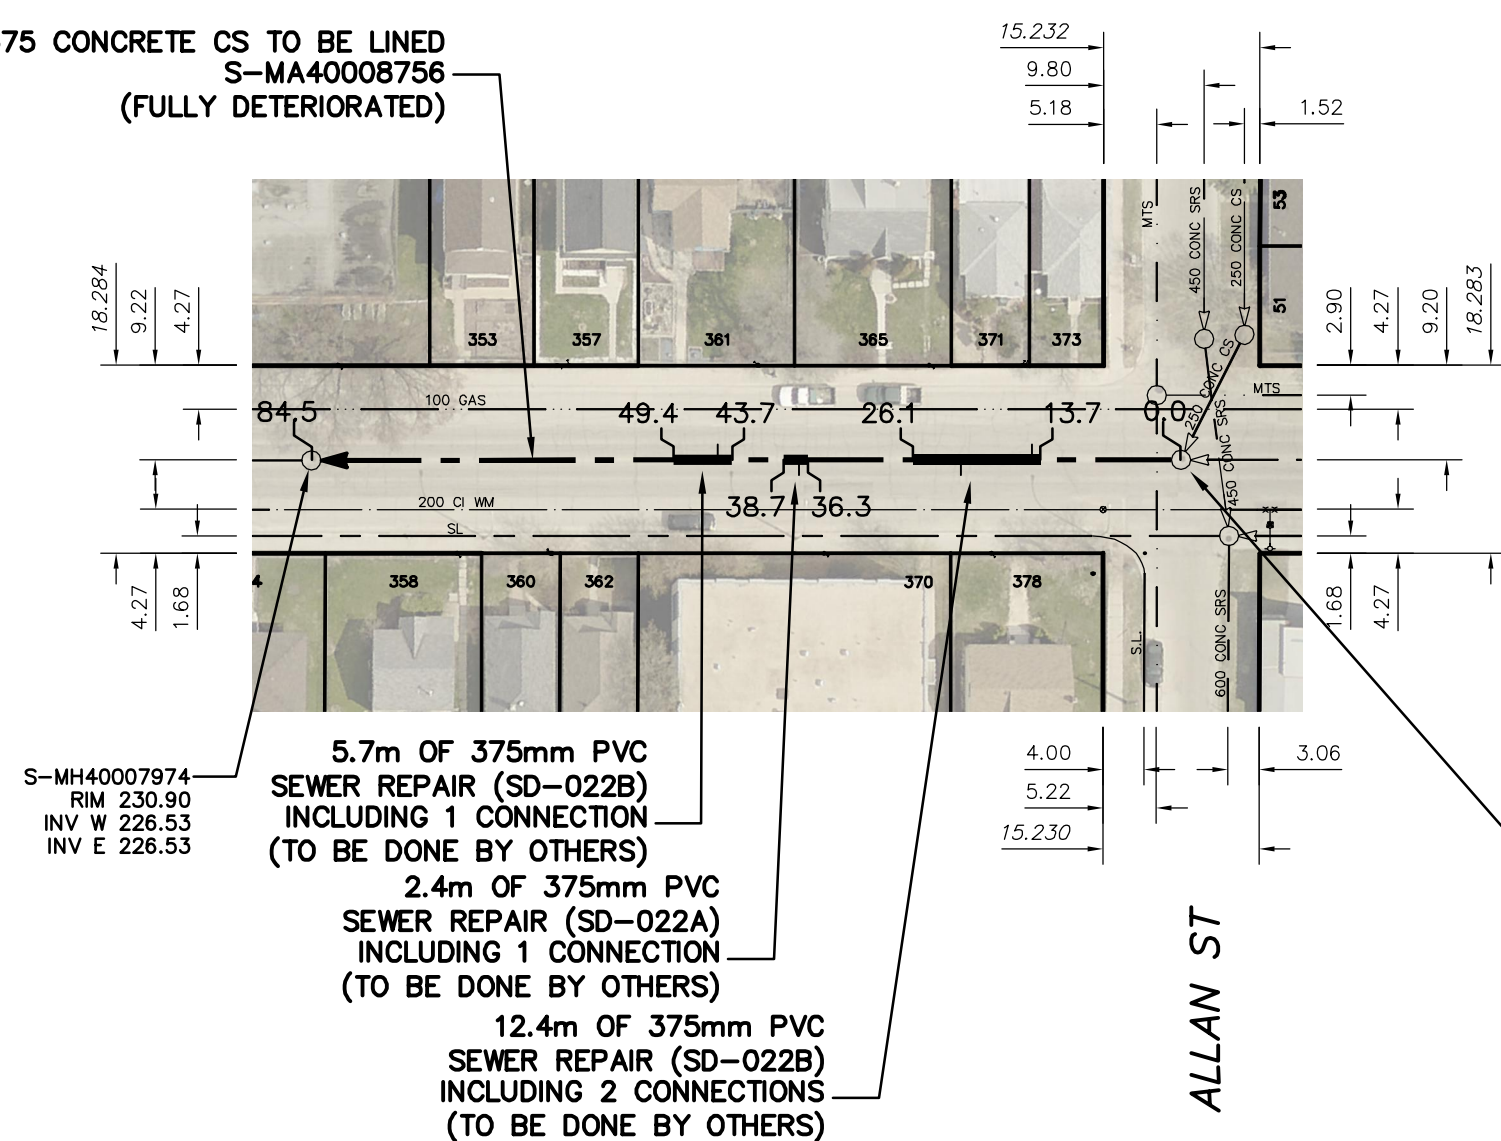 75 CONCRETE CS TO BE LINED
S-MA40008756
(FULLY DETERIORATED)
15.232
9.80
5.18
1.52
18.284
9.22
4.27
353
357
361
365
371
373
MTS
450 CONC SRS
250 CONC CS
53
51
2.90
4.27
9.20
18.283
100 GAS
MTS
84.5
49.4
43.7
26.1
13.7
0.0
250 CONC CS
450 CONC SRS
38.7
36.3
200 CI WM
SL
4
358
360
362
370
378
S.L.
600 CONC SRS
4.27
1.68
1.68
4.27
S-MH40007974
RIM 230.90
INV W 226.53
INV E 226.53
5.7m OF 375mm PVC
SEWER REPAIR (SD-022B)
INCLUDING 1 CONNECTION
(TO BE DONE BY OTHERS)
2.4m OF 375mm PVC
SEWER REPAIR (SD-022A)
INCLUDING 1 CONNECTION
(TO BE DONE BY OTHERS)
12.4m OF 375mm PVC
SEWER REPAIR (SD-022B)
INCLUDING 2 CONNECTIONS
(TO BE DONE BY OTHERS)
4.00
3.06
5.22
15.230
ALLAN ST